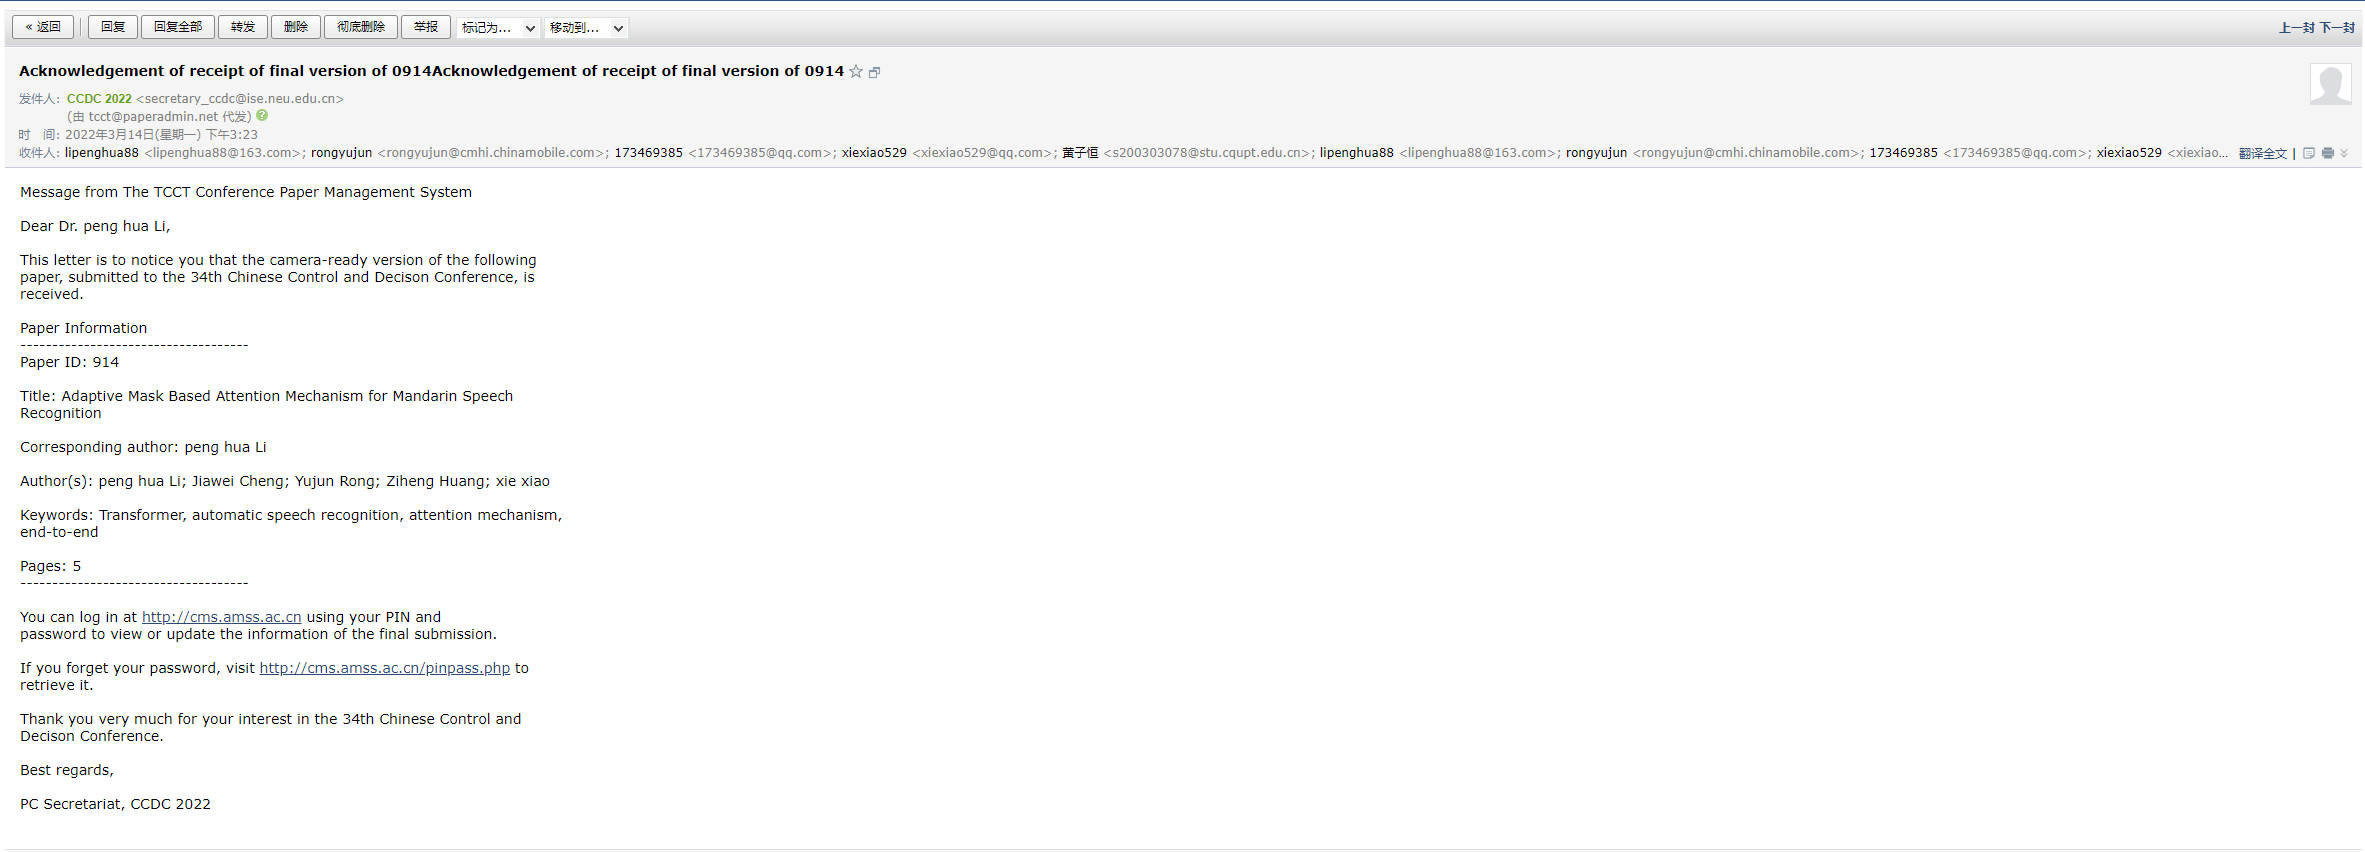 « 返回 回复 回复全部 转发 删除 彻底删除 举报 标记为... 移动到... 上一封 下一封
Acknowledgement of receipt of final version of 0914Acknowledgement of receipt of final version of 0914
发件人: CCDC 2022 <secretary_ccdc@ise.neu.edu.cn>
(由 tcct@paperadmin.net 代发)
时 间: 2022年3月14日(星期一) 下午3:23
收件人: lipenghua88 <lipenghua88@163.com>; rongyujun <rongyujun@cmhi.chinamobile.com>; 173469385 <173469385@qq.com>; xiexiao529 <xiexiao529@qq.com>; 黄子恒 <s200303078@stu.cqupt.edu.cn>; lipenghua88 <lipenghua88@163.com>; rongyujun <rongyujun@cmhi.chinamobile.com>; 173469385 <173469385@qq.com>; xiexiao529 <xiexiao... 翻译全文 |
Message from The TCCT Conference Paper Management System
Dear Dr. peng hua Li,
This letter is to notice you that the camera-ready version of the following
paper, submitted to the 34th Chinese Control and Decison Conference, is
received.
Paper Information
------------------------------------
Paper ID: 914
Title: Adaptive Mask Based Attention Mechanism for Mandarin Speech
Recognition
Corresponding author: peng hua Li
Author(s): peng hua Li; Jiawei Cheng; Yujun Rong; Ziheng Huang; xie xiao
Keywords: Transformer, automatic speech recognition, attention mechanism,
end-to-end
Pages: 5
------------------------------------
You can log in at http://cms.amss.ac.cn using your PIN and
password to view or update the information of the final submission.
If you forget your password, visit http://cms.amss.ac.cn/pinpass.php to
retrieve it.
Thank you very much for your interest in the 34th Chinese Control and
Decison Conference.
Best regards,
PC Secretariat, CCDC 2022